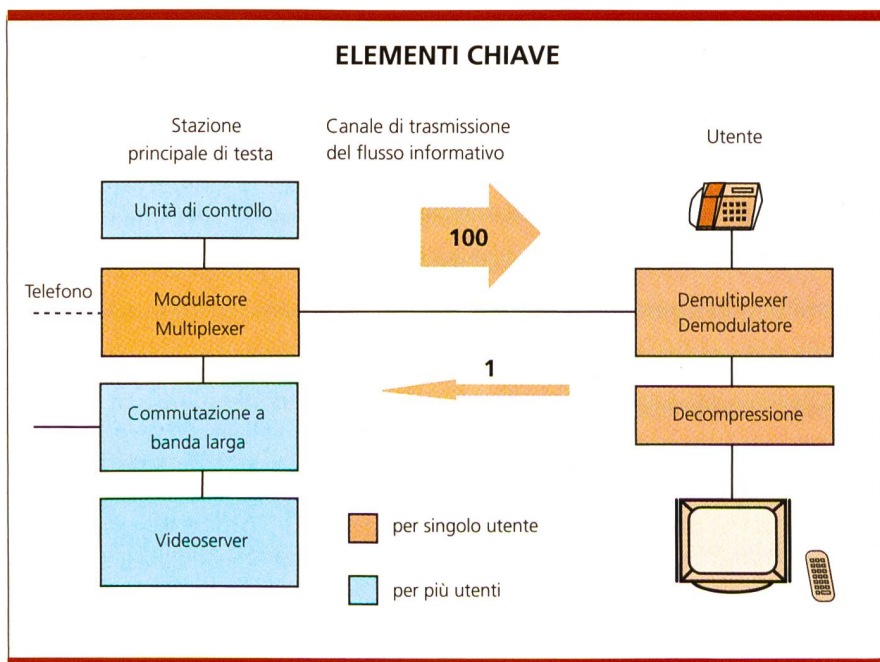 ELEMENTI CHIAVE
Stazione
principale di testa
Canale di trasmissione
del flusso informativo
Utente
Unità di controllo
100
Telefono
Modulatore
Multiplexer
Demultiplexer
Demodulatore
1
Commutazione a
banda larga
Decompressione
Videoserver
per singolo utente
per più utenti